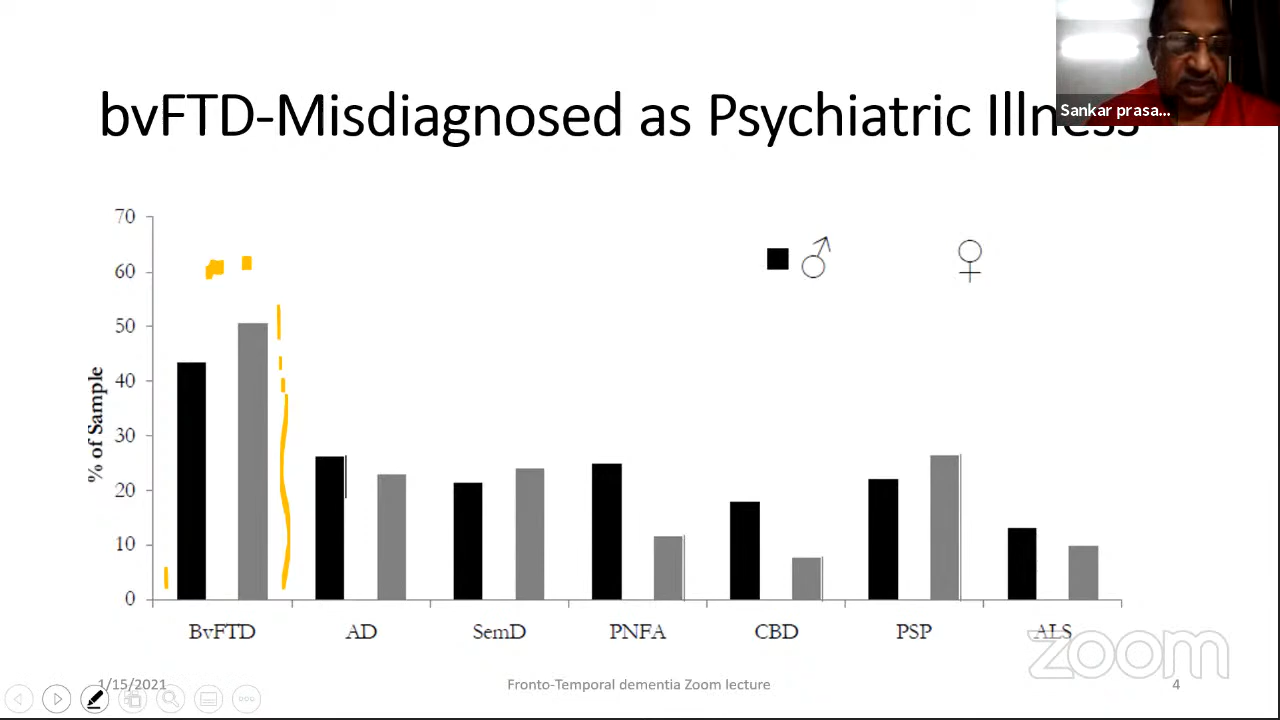 bvFTD-Misdiagnosed as Psychiatric Illness
Sankar prasa...
70
60
50
40
30
20
10
0
% of Sample
♂
♀
BvFTD
AD
SemD
PNFA
CBD
PSP
ALS
zoom
1/15/2021
Fronto-Temporal dementia Zoom lecture
4